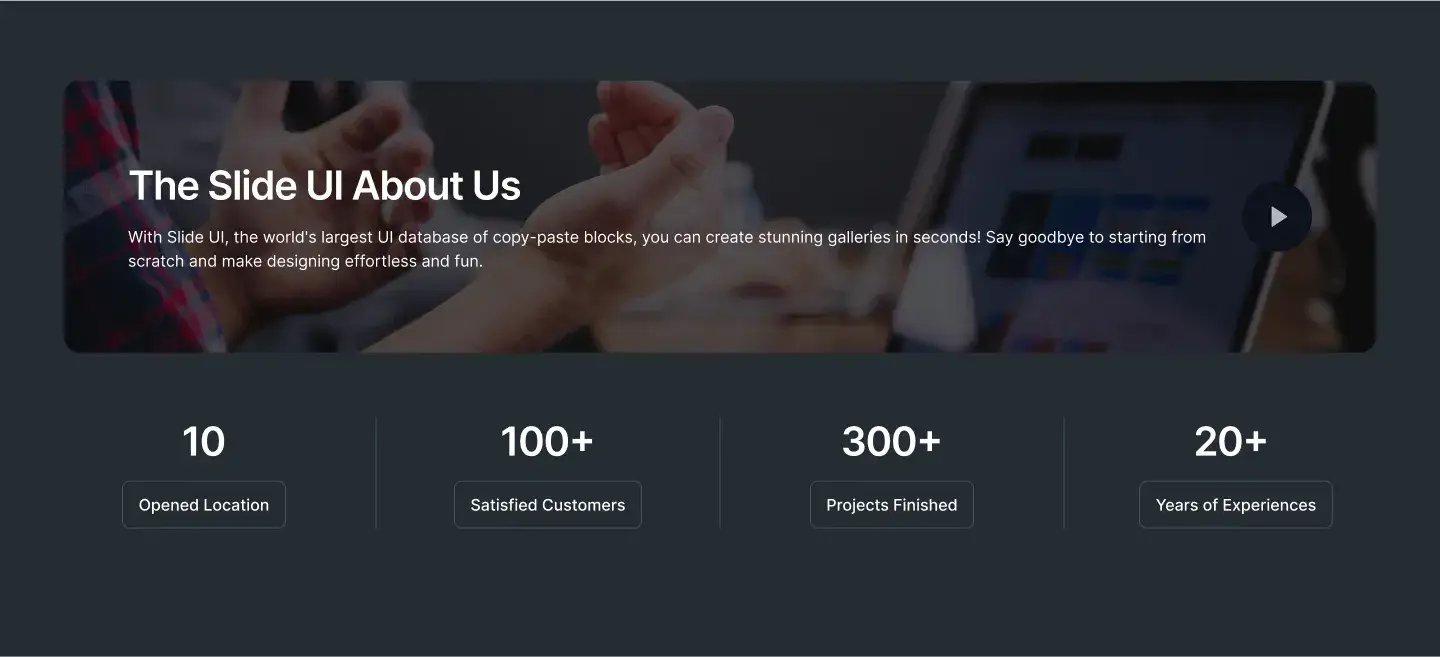 The Slide UI About Us
With Slide UI, the world's largest UI database of copy-paste blocks, you can create stunning galleries in seconds! Say goodbye to starting from
scratch and make designing effortless and fun.
10
100+
300+
20+
Opened Location
Satisfied Customers
Projects Finished
Years of Experiences